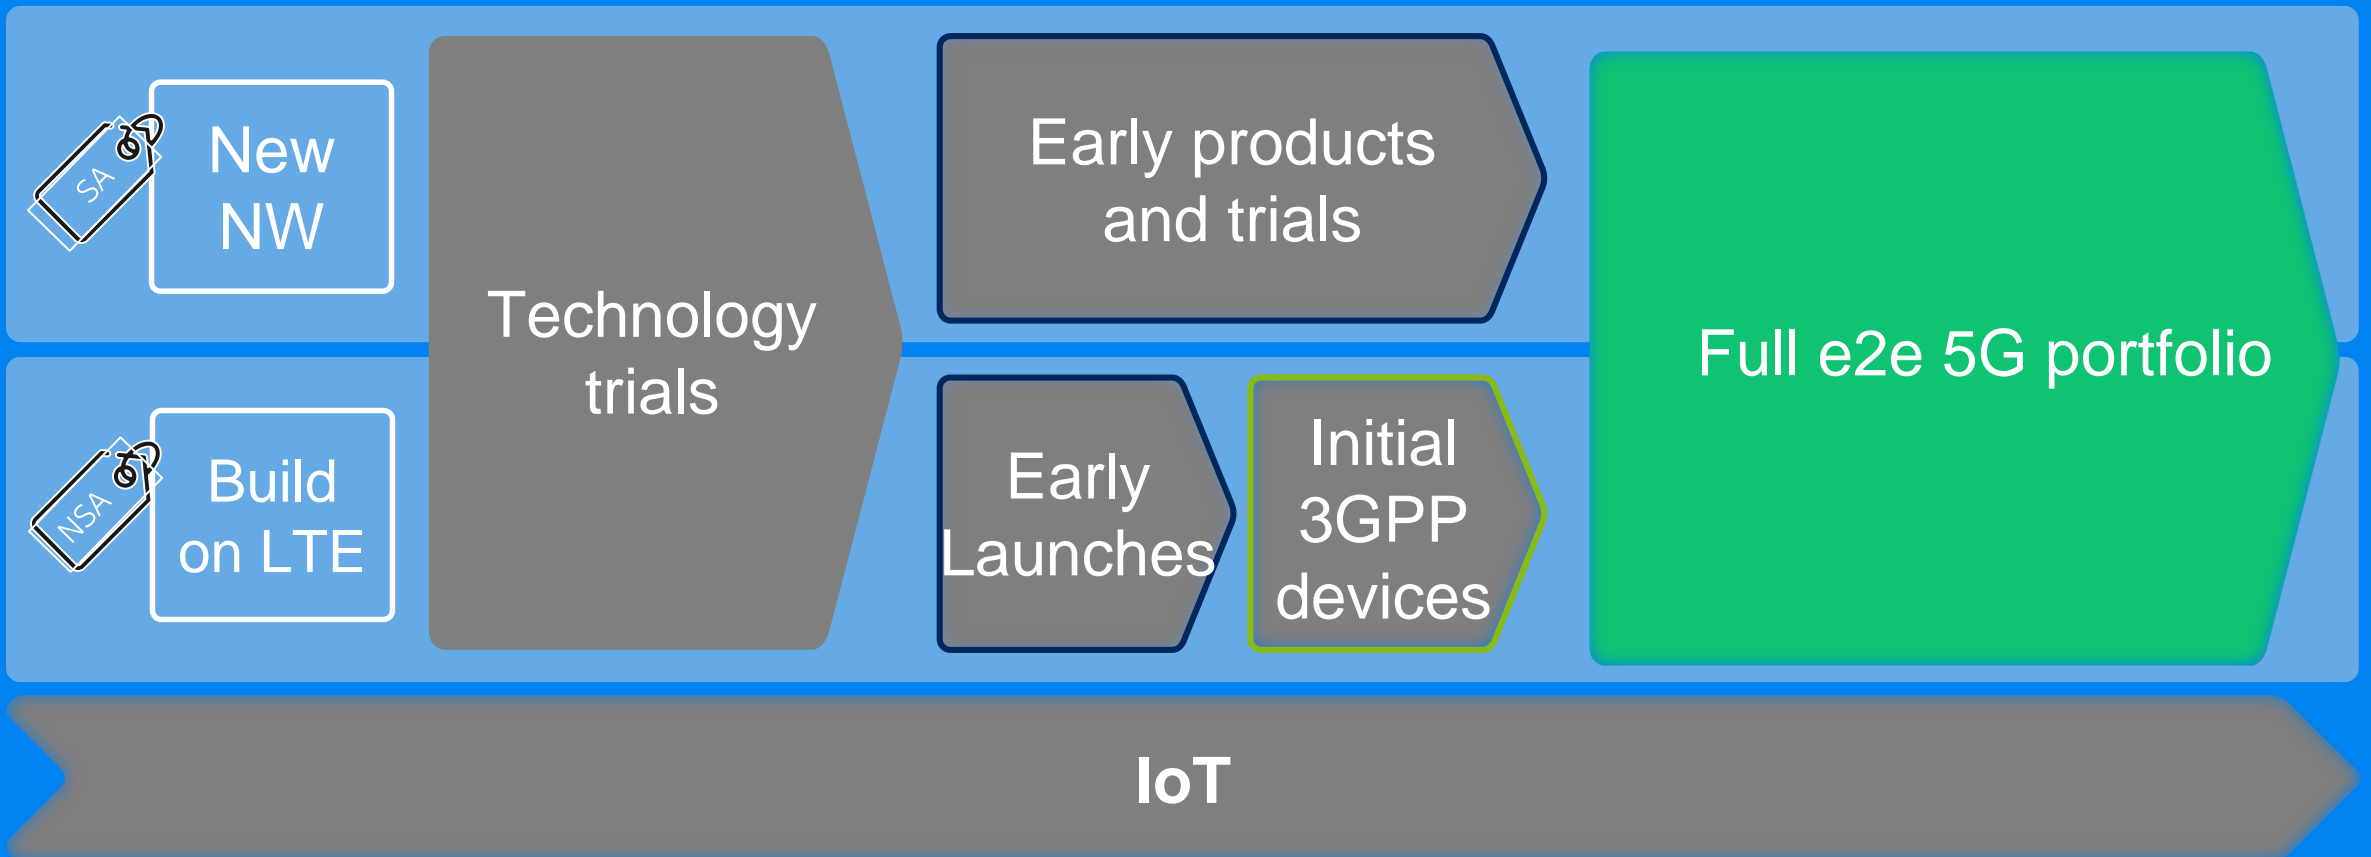 SA
New
NW
Technology
trials
Early products
and trials
Full e2e 5G portfolio
NSA
Build
on LTE
Early
Launches
Initial
3GPP
devices
IoT